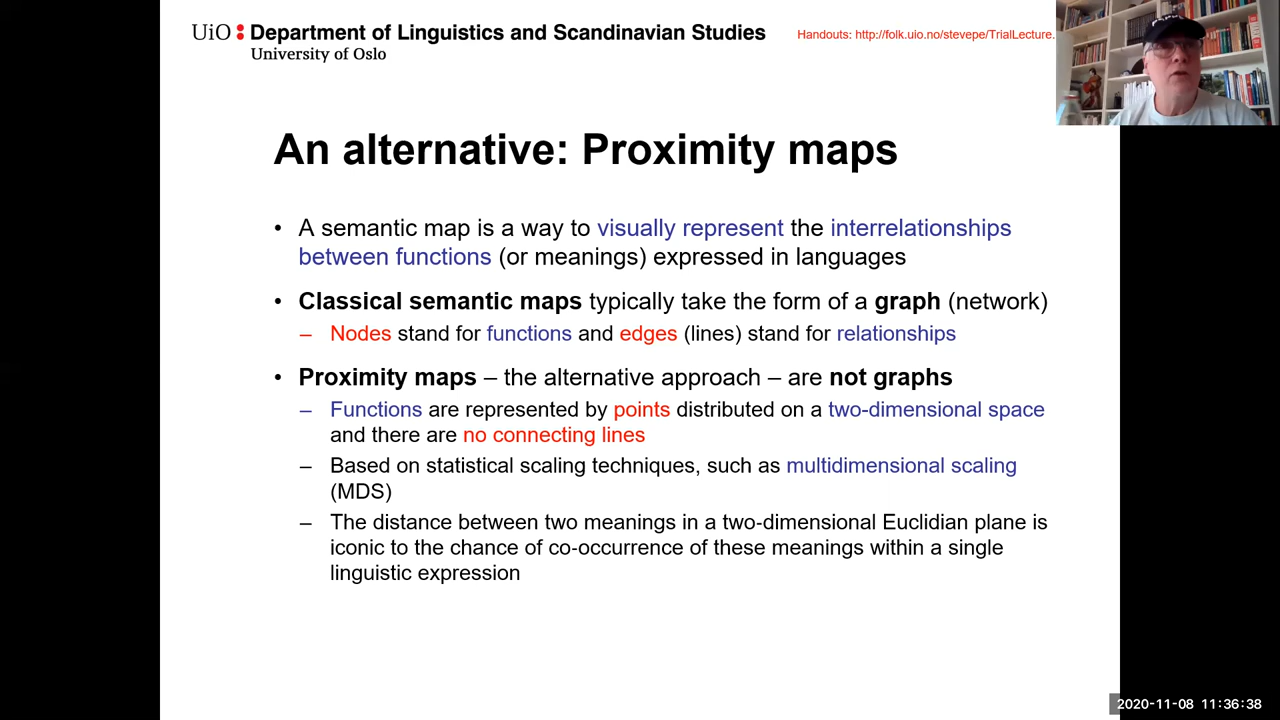 UiO: Department of Linguistics and Scandinavian Studies
University of Oslo
Handouts: http://folk.uio.no/stevepe/TrialLecture.
An alternative: Proximity maps
• A semantic map is a way to visually represent the interrelationships
between functions (or meanings) expressed in languages
• Classical semantic maps typically take the form of a graph (network)
– Nodes stand for functions and edges (lines) stand for relationships
• Proximity maps – the alternative approach – are not graphs
– Functions are represented by points distributed on a two-dimensional space
and there are no connecting lines
– Based on statistical scaling techniques, such as multidimensional scaling
(MDS)
– The distance between two meanings in a two-dimensional Euclidian plane is
iconic to the chance of co-occurrence of these meanings within a single
linguistic expression
2020-11-08 11:36:38